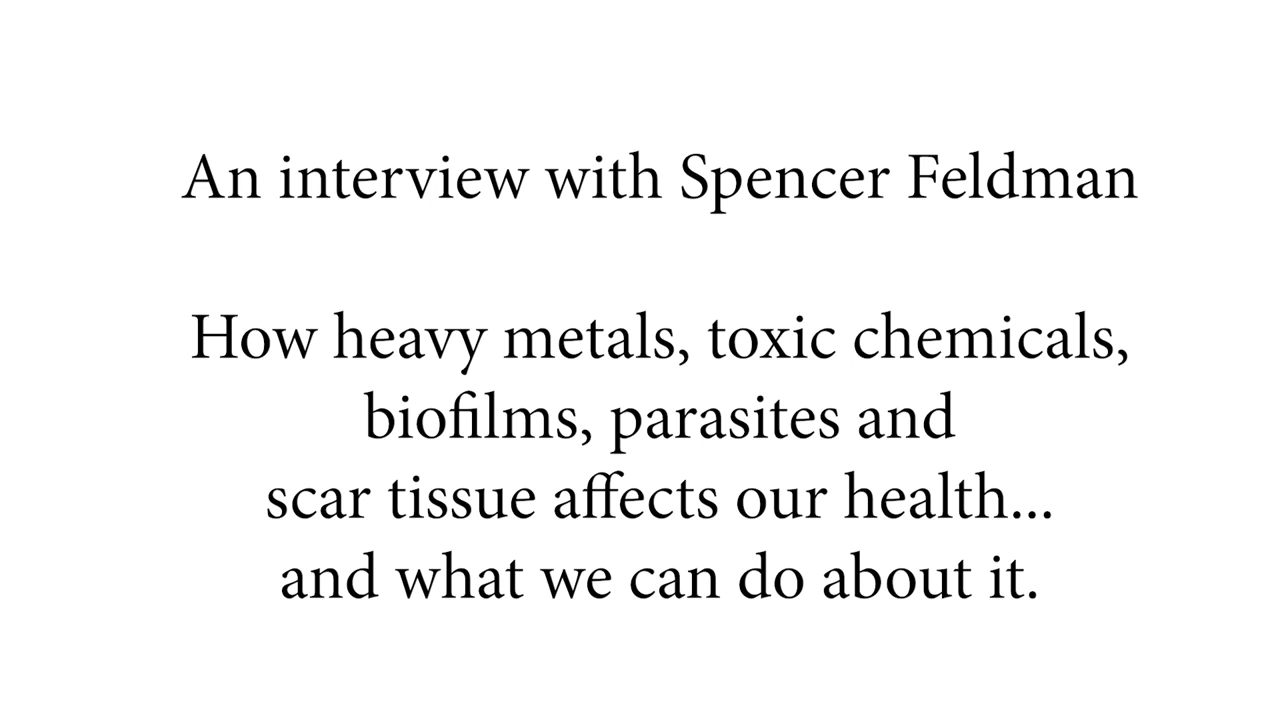 An interview with Spencer Feldman
How heavy metals, toxic chemicals,
biofilms, parasites and
scar tissue affects our health...
and what we can do about it.